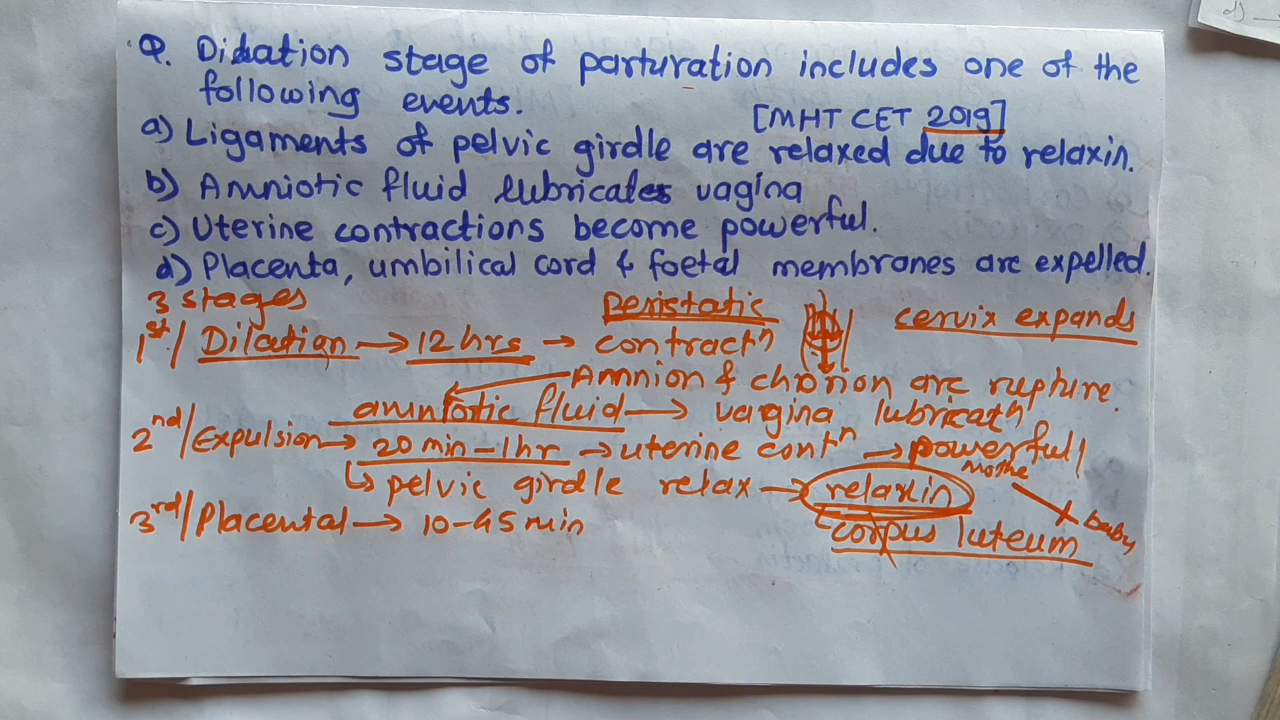 Q. Dilation stage of parturation includes one of the
following events.
[MHT CET 2019]
a) Ligaments of pelvic girdle are relaxed due to relaxin.
b) Amniotic fluid lubricates vagina
c) Uterine contractions become powerful.
d) Placenta, umbilical cord & foetal membranes are expelled.
3 stages
1st/ Dilation → 12 hrs → peristatic contractn cervix expands
Amnion & chorion are rupture.
amniotic fluid → vagina lubricatn
2nd/Expulsion → 20 min - 1hr → uterine contn → powerful
↳ pelvic girdle relax → relaxin mothe baby
corpus luteum
3rd/Placental → 10-45 min
d)